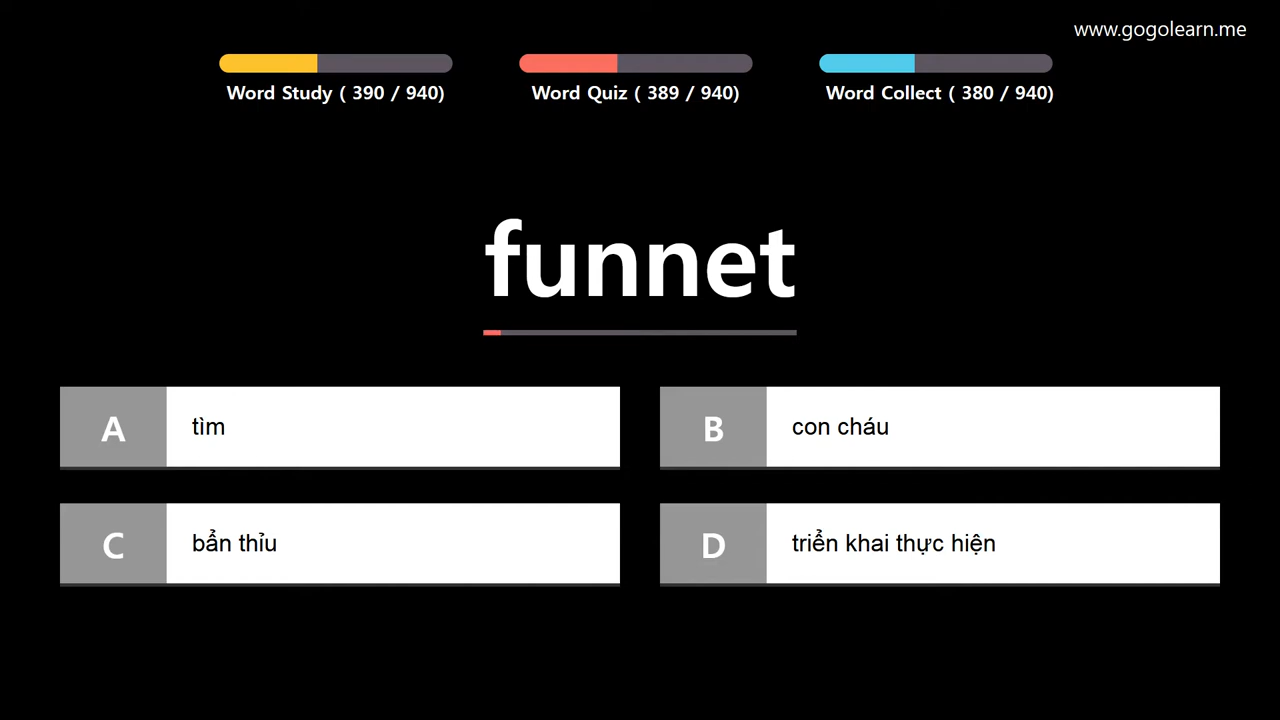 www.gogolearn.me
Word Study ( 390 / 940)
Word Quiz ( 389 / 940)
Word Collect ( 380 / 940)
funnet
A
tìm
B
con cháu
C
bẩn thỉu
D
triển khai thực hiện